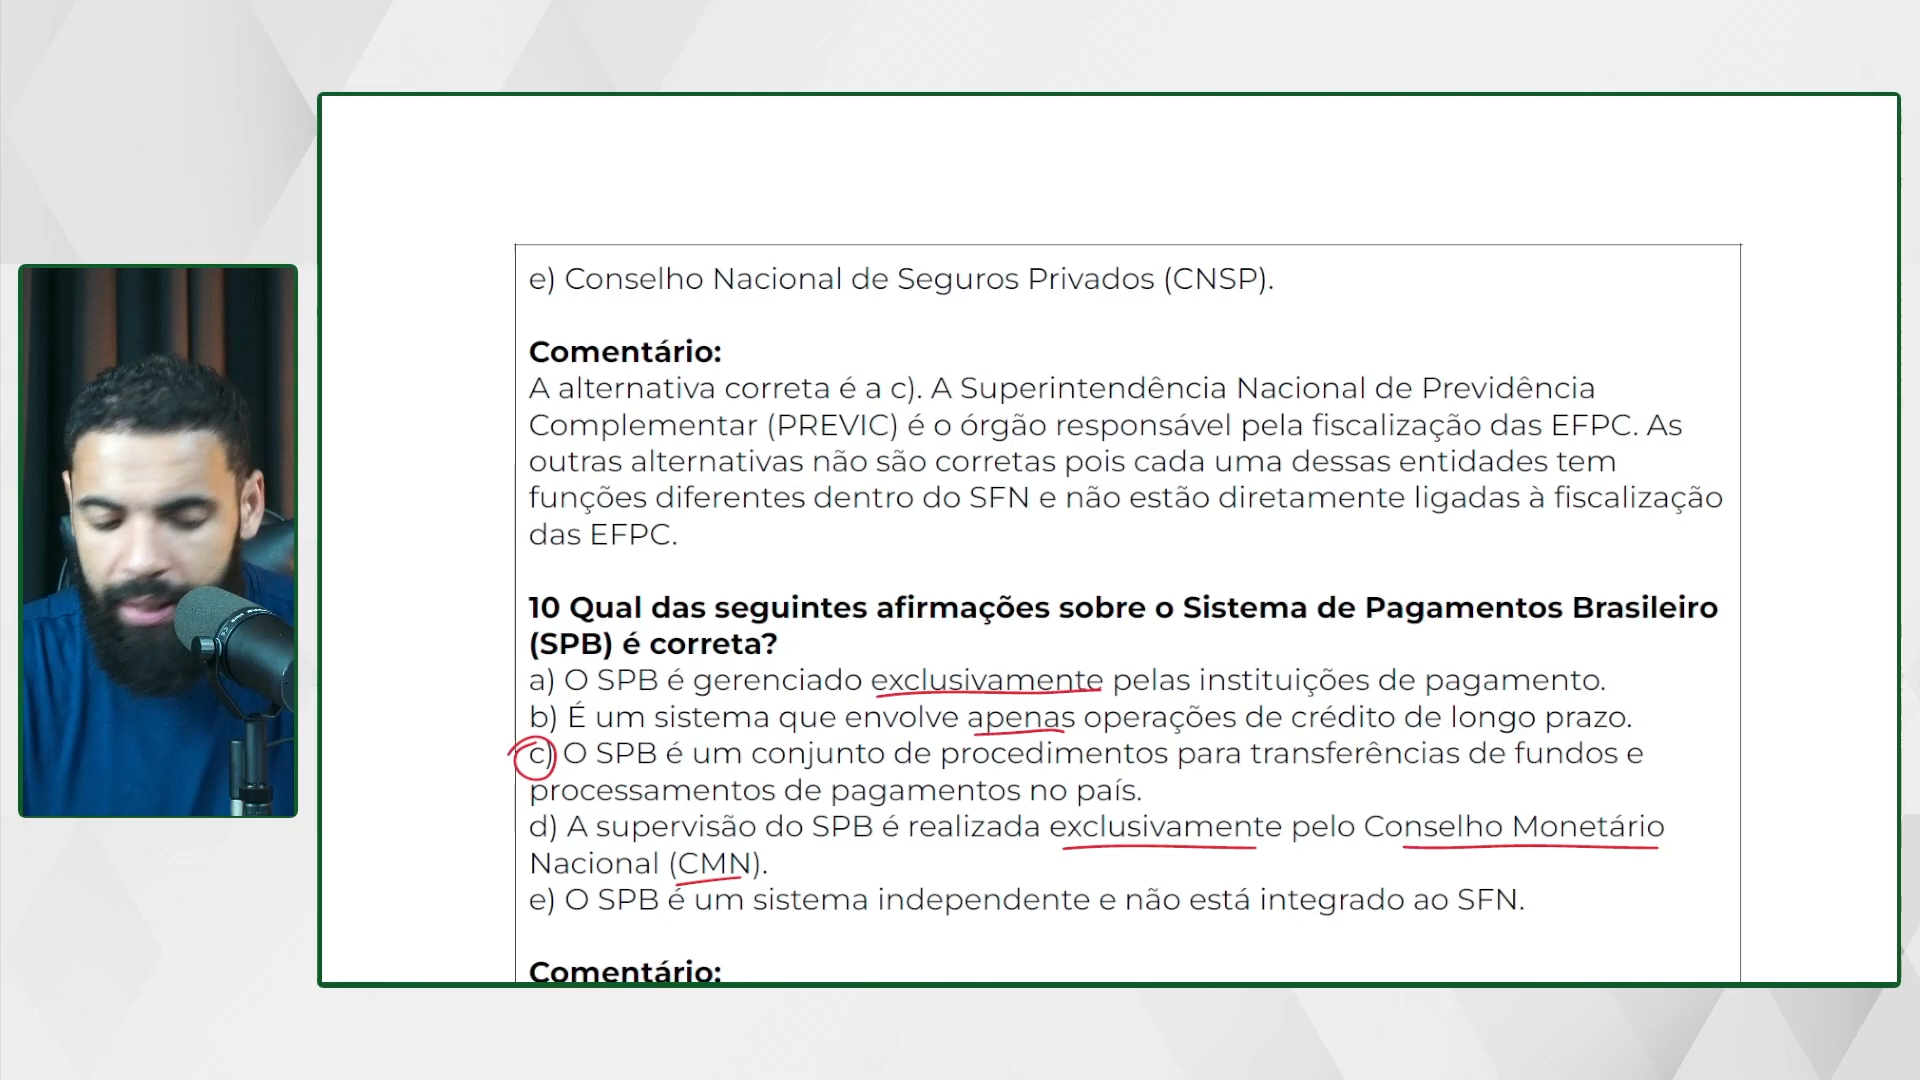 e) Conselho Nacional de Seguros Privados (CNSP).
Comentário:
A alternativa correta é a c). A Superintendência Nacional de Previdência
Complementar (PREVIC) é o órgão responsável pela fiscalização das EFPC. As
outras alternativas não são corretas pois cada uma dessas entidades tem
funções diferentes dentro do SFN e não estão diretamente ligadas à fiscalização
das EFPC.
10 Qual das seguintes afirmações sobre o Sistema de Pagamentos Brasileiro
(SPB) é correta?
a) O SPB é gerenciado exclusivamente pelas instituições de pagamento.
b) É um sistema que envolve apenas operações de crédito de longo prazo.
c) O SPB é um conjunto de procedimentos para transferências de fundos e
processamentos de pagamentos no país.
d) A supervisão do SPB é realizada exclusivamente pelo Conselho Monetário
Nacional (CMN).
e) O SPB é um sistema independente e não está integrado ao SFN.
Comentário: